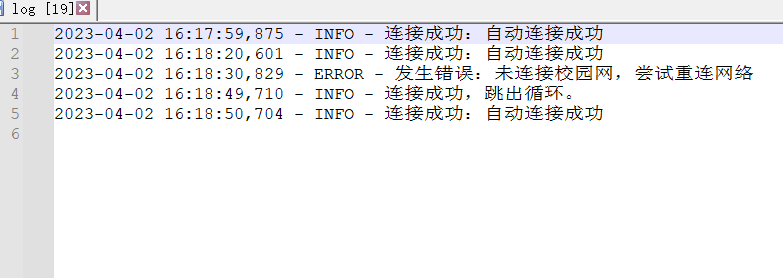 log [19]
1 2023-04-02 16:17:59,875 - INFO - 连接成功：自动连接成功
2 2023-04-02 16:18:20,601 - INFO - 连接成功：自动连接成功
3 2023-04-02 16:18:30,829 - ERROR - 发生错误：未连接校园网，尝试重连网络
4 2023-04-02 16:18:49,710 - INFO - 连接成功，跳出循环。
5 2023-04-02 16:18:50,704 - INFO - 连接成功：自动连接成功
6